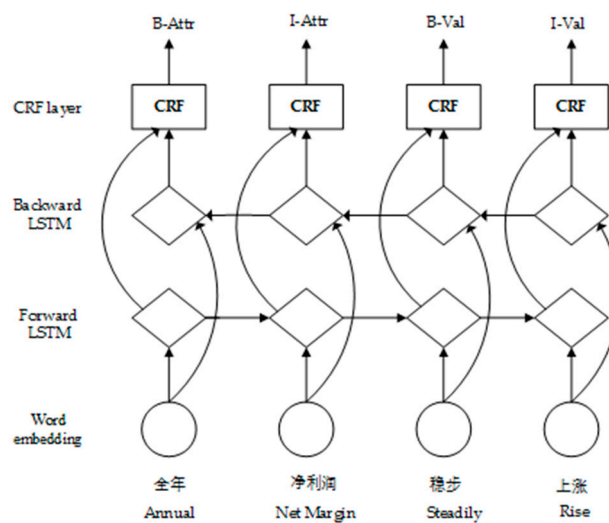 B-Attr I-Attr B-Val I-Val
CRF layer CRF CRF CRF CRF
Backward
LSTM
Forward
LSTM
Word
embedding
全年 净利润 稳步 上涨
Annual Net Margin Steadily Rise